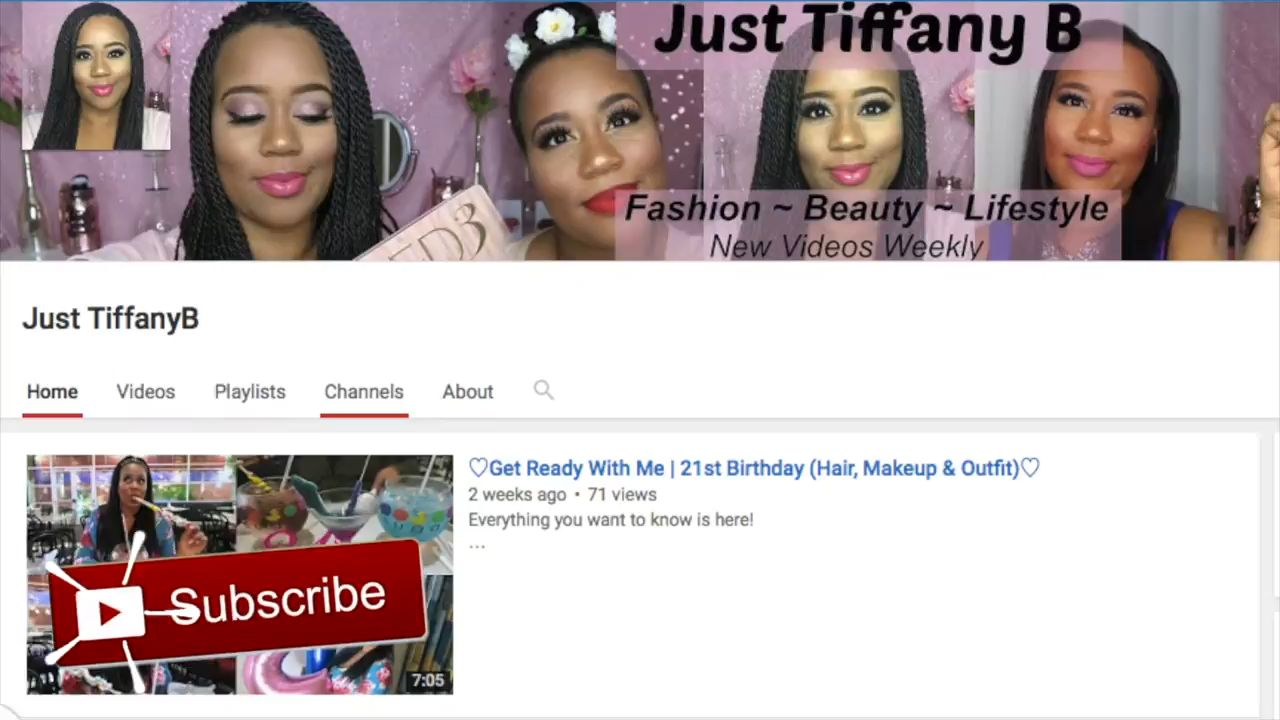 Just Tiffany B
Fashion ~ Beauty ~ Lifestyle
New Videos Weekly
Just TiffanyB
Home Videos Playlists Channels About
♡Get Ready With Me | 21st Birthday (Hair, Makeup & Outfit)♡
2 weeks ago • 71 views
Everything you want to know is here!
...
Subscribe
7:05